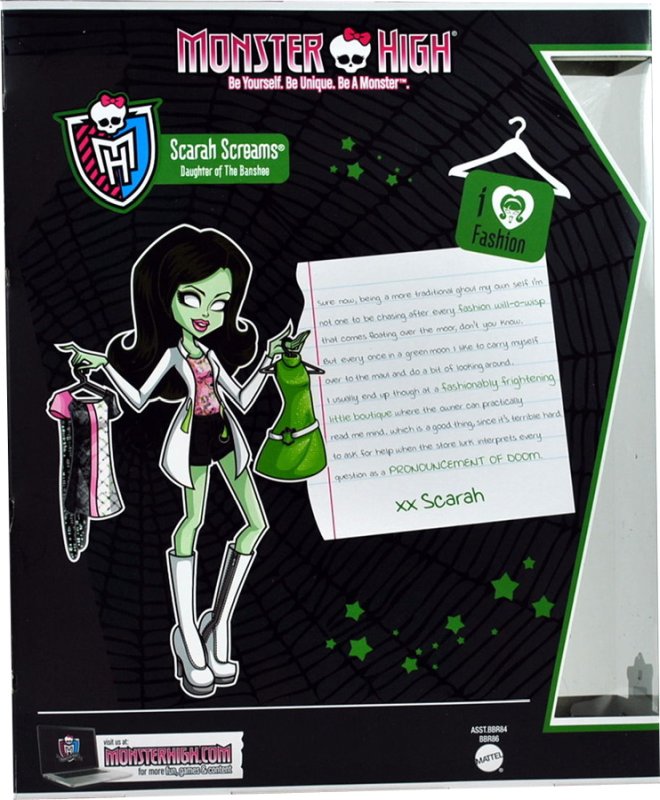 MONSTER HIGH®
Be Yourself. Be Unique. Be A Monster™.
Scarah Screams®
Daughter of The Banshee
i
Fashion
Sure now, being a more traditional ghoul my own self i'm
not one to be chasing after every fashion will-o-wisp
that comes floating over the moor, don't you know.
But every once in a green moon I like to carry myself
over to the maul and do a bit of looking around.
I usually end up though at a fashionably frightening
little boutique where the owner can practically
read me mind, which is a good thing, since it's terrible hard
to ask for help when the store lurk interprets every
question as a PRONOUNCEMENT OF DOOM.
xx Scarah
visit us at:
MONSTERHIGH.COM
for more fun, games & content
ASST.BBR84
BBR86
MATTEL